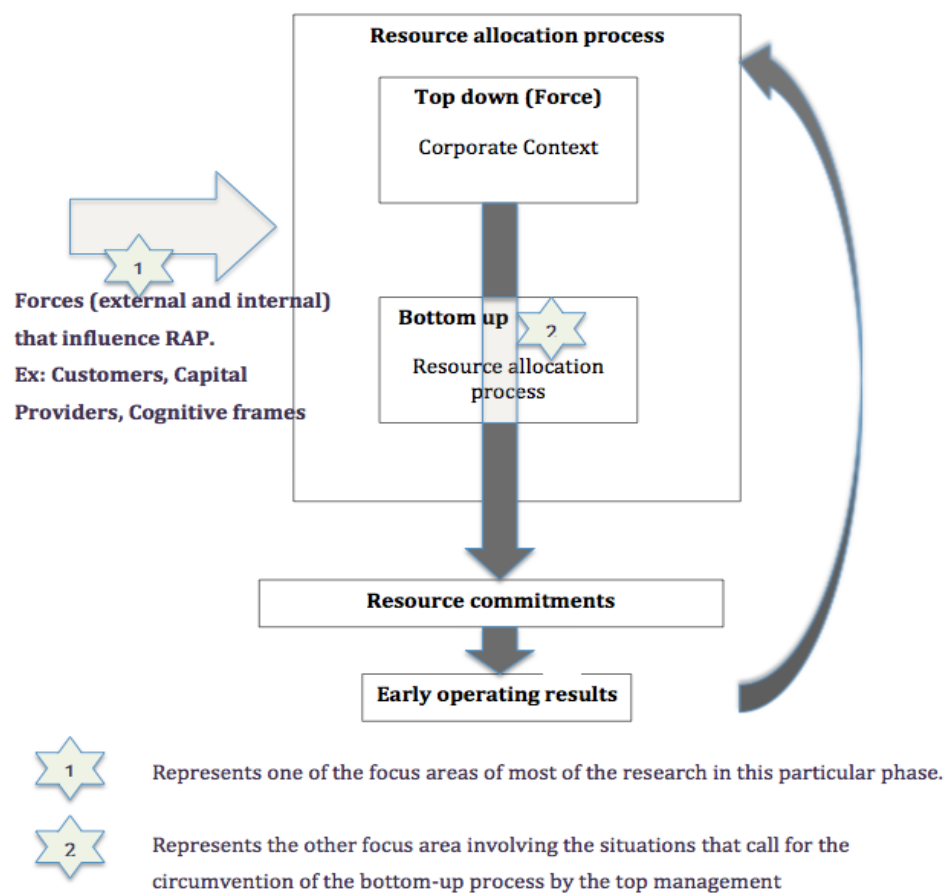 Resource allocation process
Top down (Force)
Corporate Context
1
Forces (external and internal)
that influence RAP.
Ex: Customers, Capital
Providers, Cognitive frames
Bottom up
2
Resource allocation
process
Resource commitments
Early operating results
1
Represents one of the focus areas of most of the research in this particular phase.
2
Represents the other focus area involving the situations that call for the
circumvention of the bottom-up process by the top management